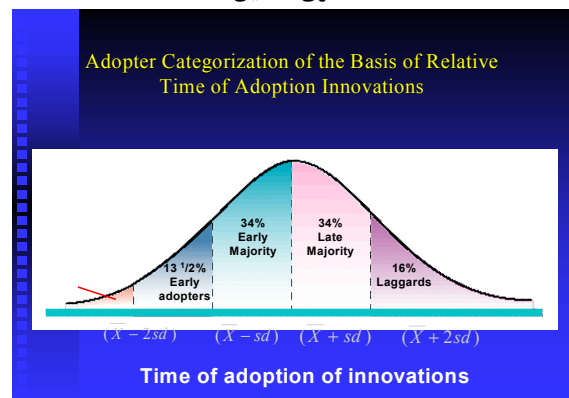 Adopter Categorization of the Basis of Relative
Time of Adoption Innovations
34%
Early
Majority
34%
Late
Majority
13 1/2%
Early
adopters
16%
Laggards
(X̅ − 2sd) (X̅ − sd) (X̅ + sd) (X̅ + 2sd)
Time of adoption of innovations